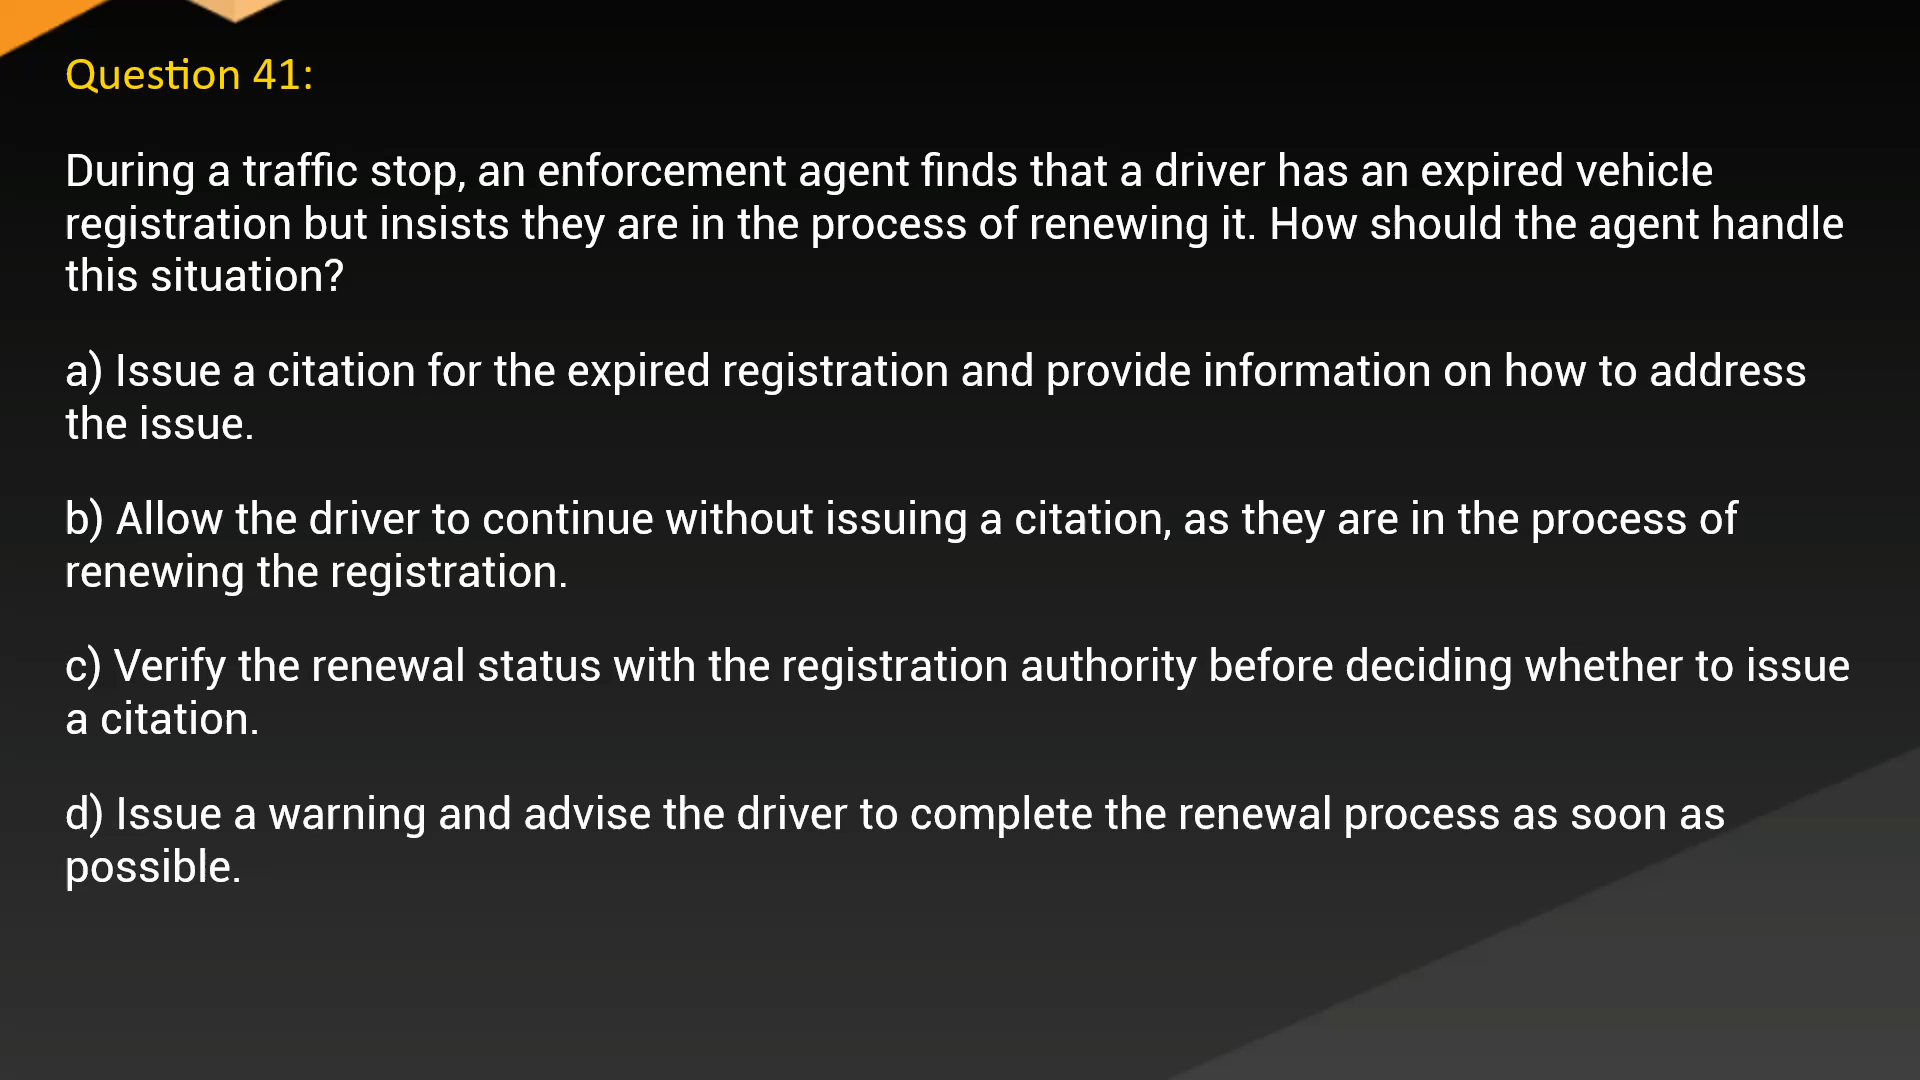 Question 41:
During a traffic stop, an enforcement agent finds that a driver has an expired vehicle
registration but insists they are in the process of renewing it. How should the agent handle
this situation?
a) Issue a citation for the expired registration and provide information on how to address
the issue.
b) Allow the driver to continue without issuing a citation, as they are in the process of
renewing the registration.
c) Verify the renewal status with the registration authority before deciding whether to issue
a citation.
d) Issue a warning and advise the driver to complete the renewal process as soon as
possible.